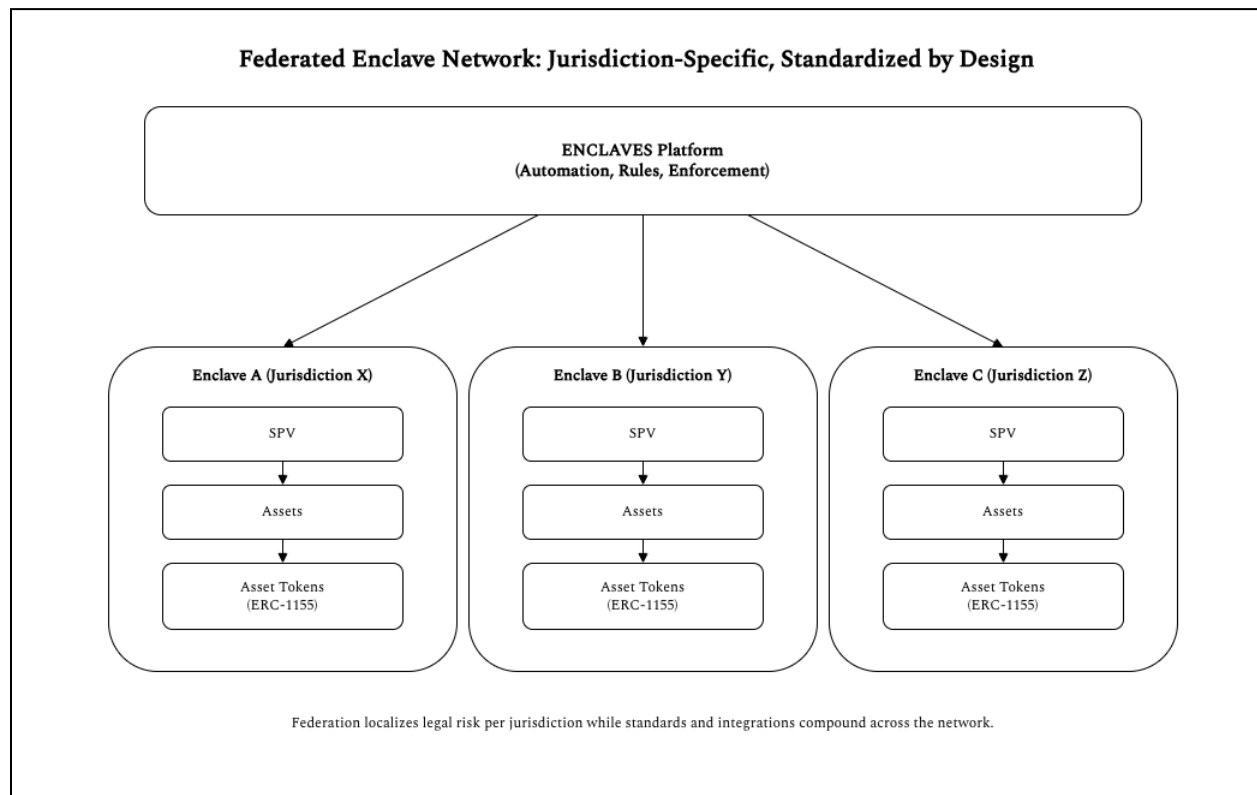 Federated Enclave Network: Jurisdiction-Specific, Standardized by Design
ENCLAVES Platform
(Automation, Rules, Enforcement)
Enclave A (Jurisdiction X)
SPV
Assets
Asset Tokens
(ERC-1155)
Enclave B (Jurisdiction Y)
SPV
Assets
Asset Tokens
(ERC-1155)
Enclave C (Jurisdiction Z)
SPV
Assets
Asset Tokens
(ERC-1155)
Federation localizes legal risk per jurisdiction while standards and integrations compound across the network.